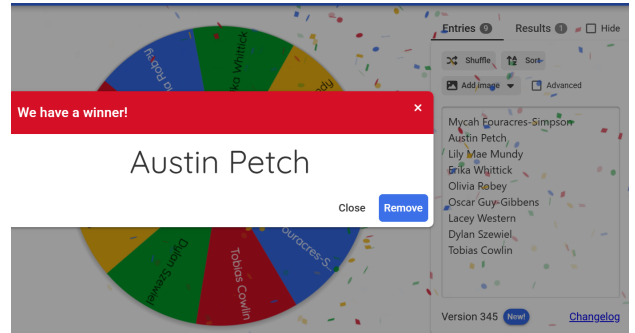 Entries 9
Results 1
Hide
Shuffle
Sort
Add image
Advanced
We have a winner!
×
Austin Petch
Close
Remove
Mycah Fouracres-Simpson
Austin Petch
Lily Mae Mundy
Erika Whittick
Olivia Robey
Oscar Guy-Gibbens
Lacey Western
Dylan Szewiel
Tobias Cowlin
Whittick
Robey
Dylan Szewiel
Tobias Cowlin
ouracres-S...
Version 345
New!
Changelog